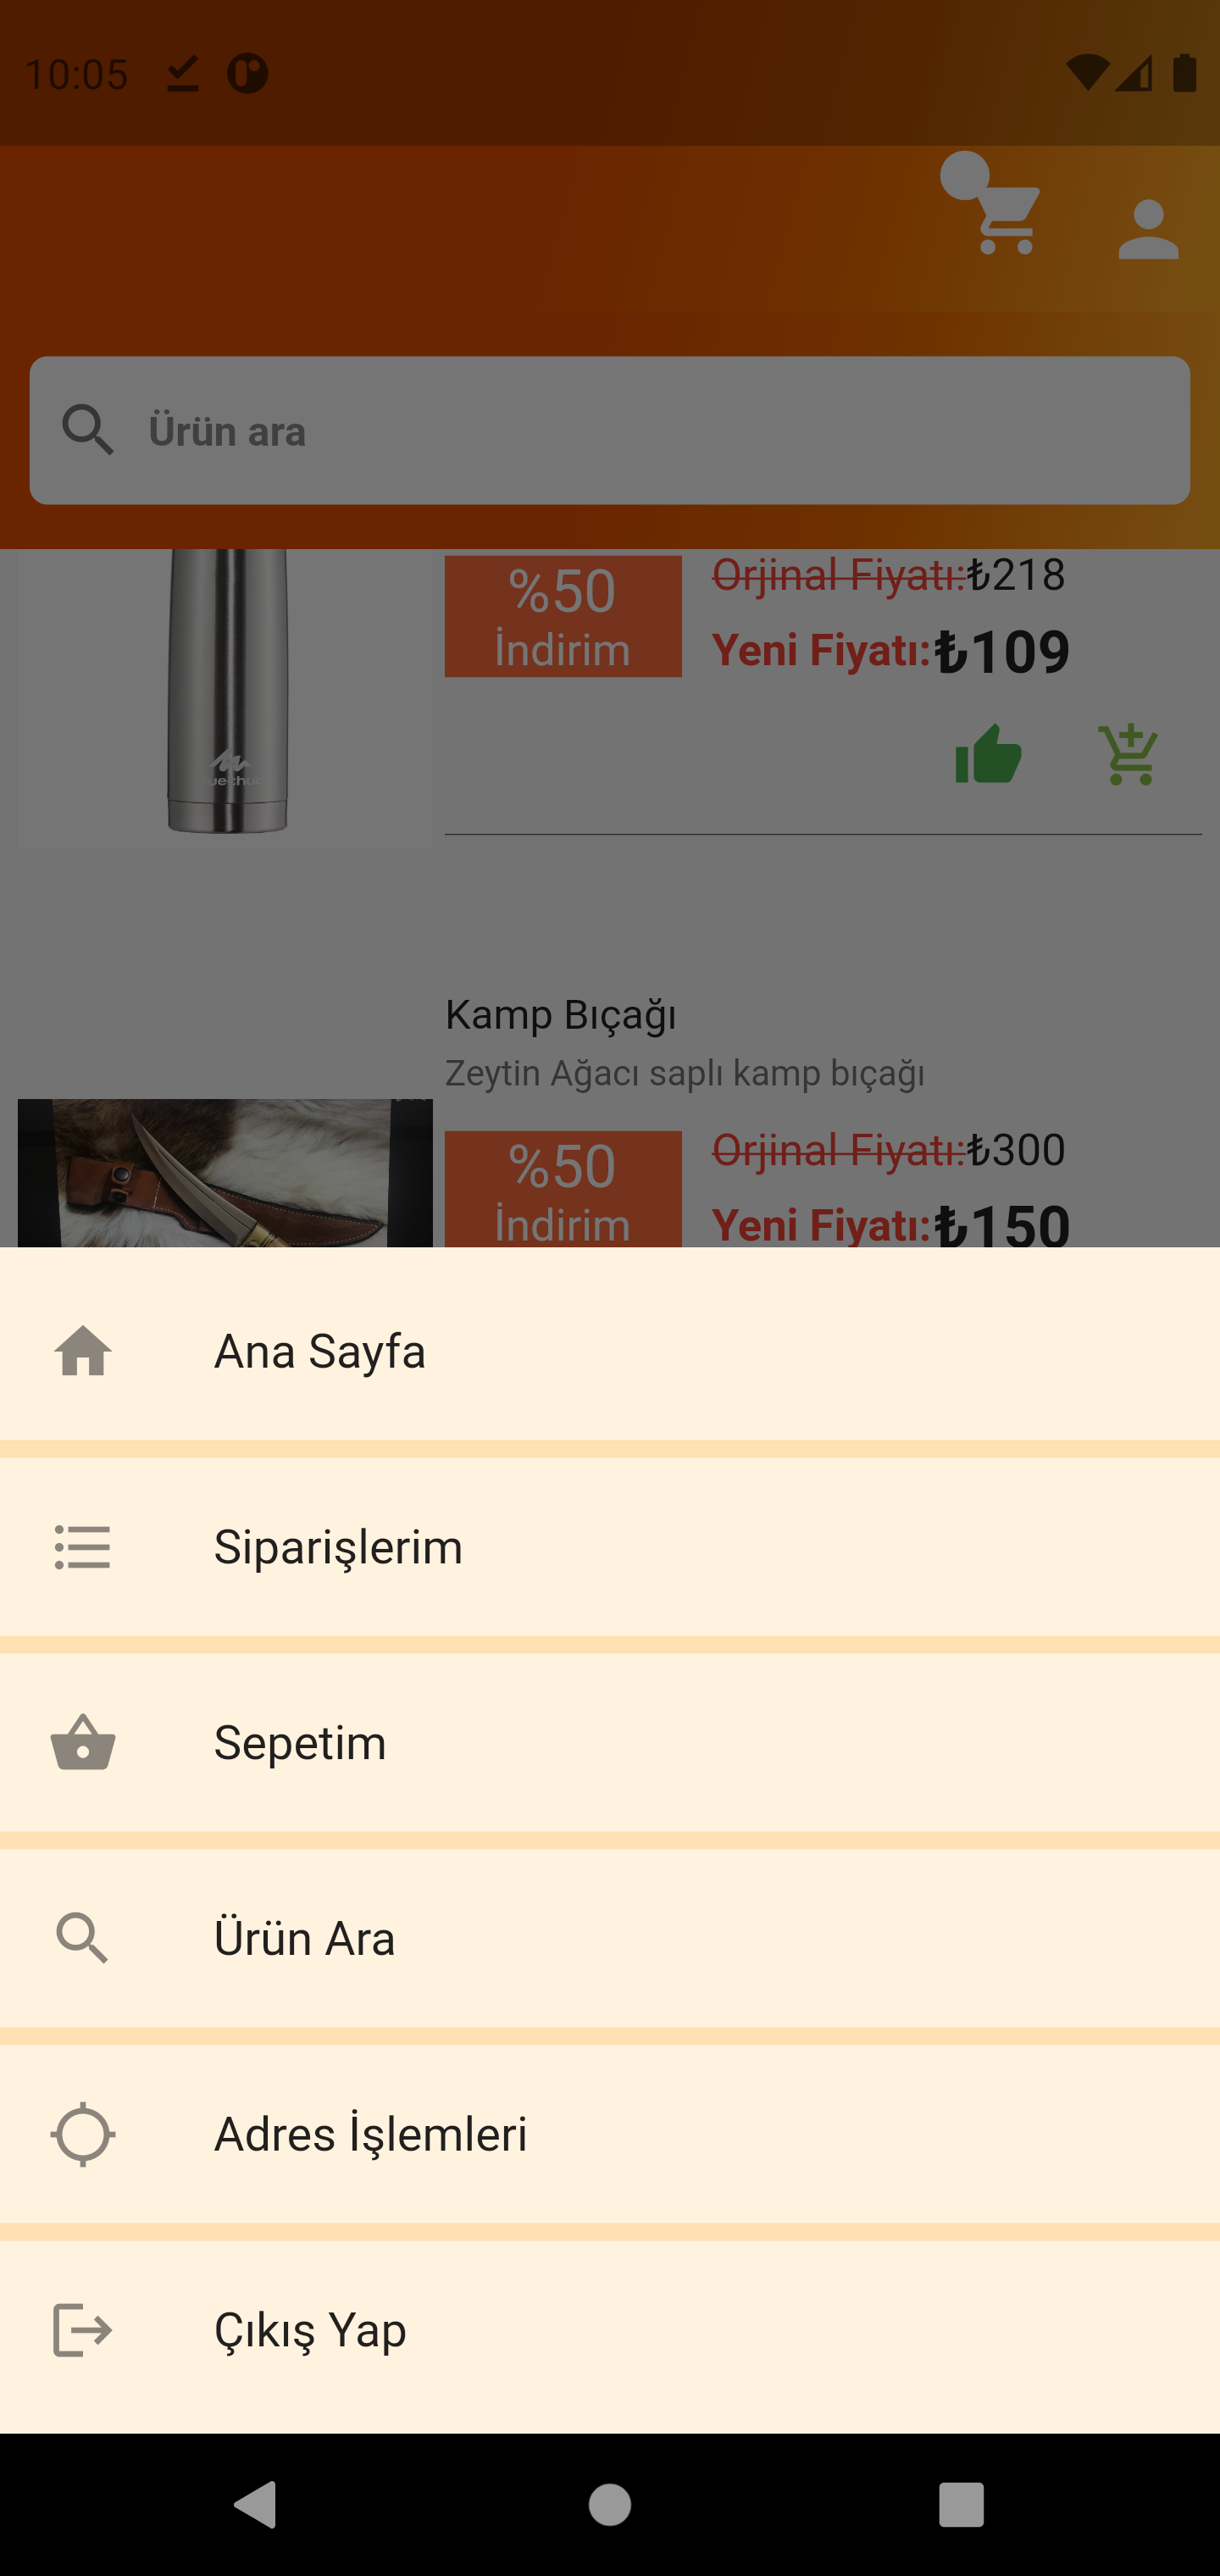 10:05
Ürün ara
%50
İndirim
Orjinal Fiyatı:₺218
Yeni Fiyatı:₺109
Kamp Bıçağı
Zeytin Ağacı saplı kamp bıçağı
%50
İndirim
Orjinal Fiyatı:₺300
Yeni Fiyatı:₺150
Ana Sayfa
Siparişlerim
Sepetim
Ürün Ara
Adres İşlemleri
Çıkış Yap